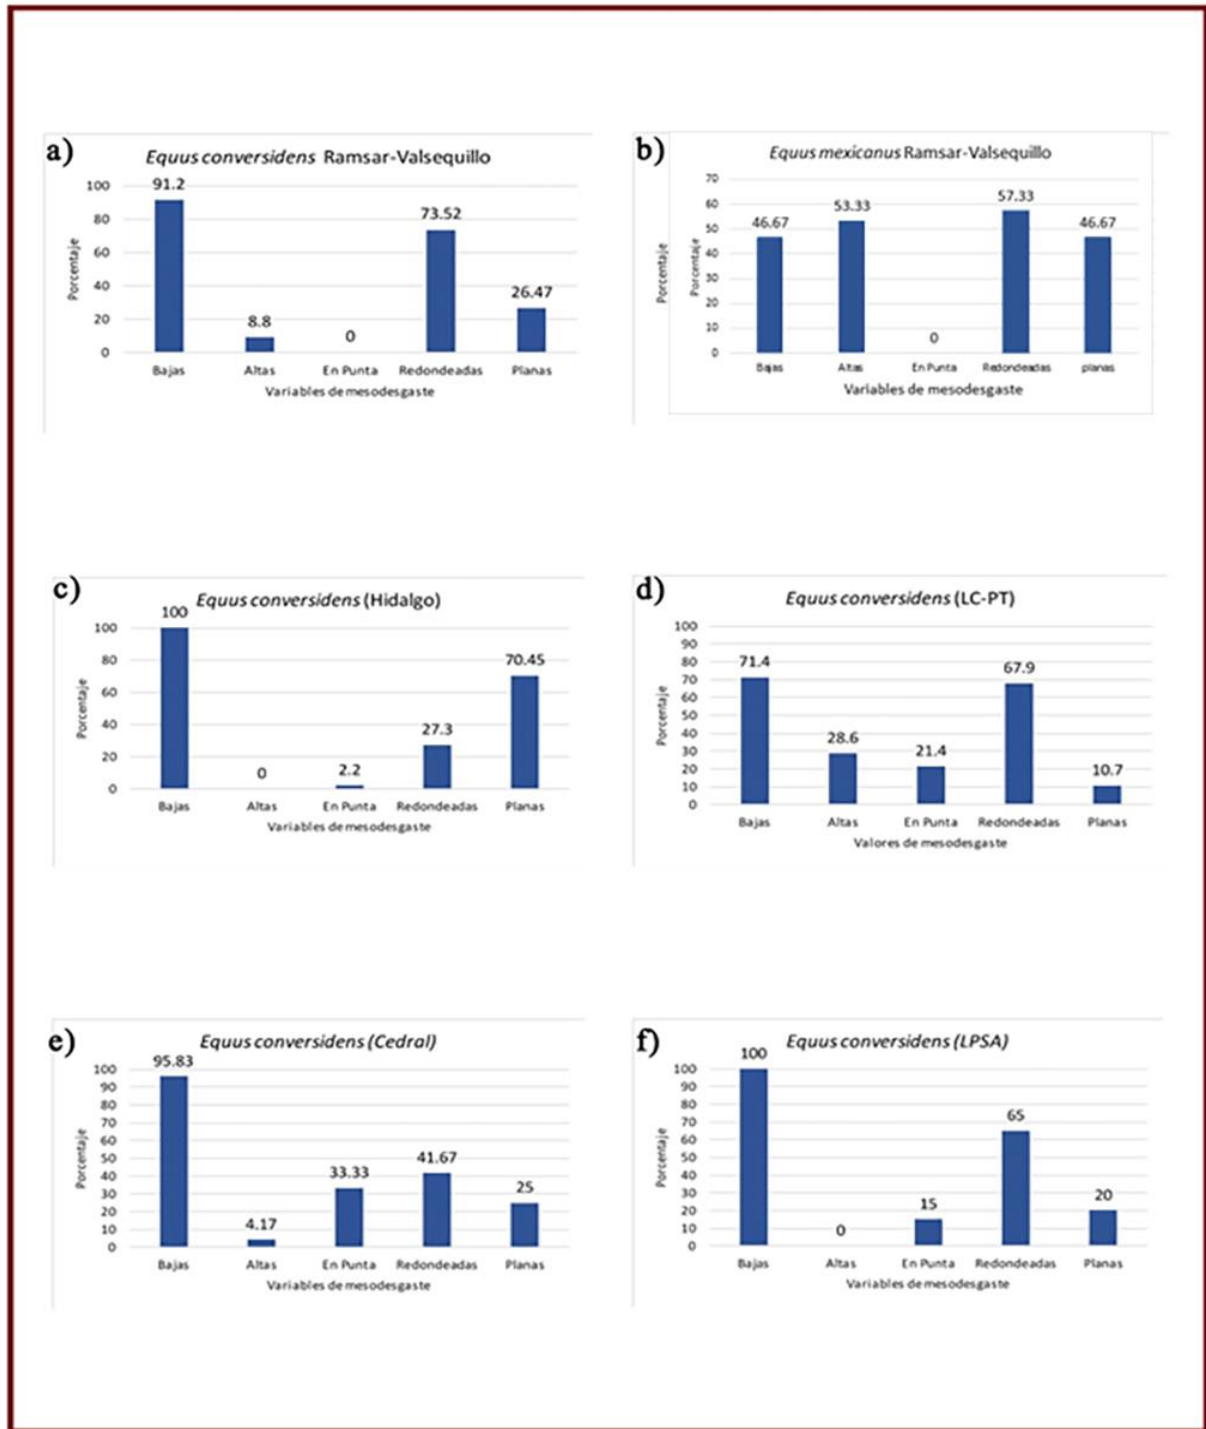 a)
Equus conversidens Ramsar-Valsequillo
Porcentaje
100
80
60
40
20
0
91.2
8.8
0
73.52
26.47
Bajas Altas En Punta Redondeadas Planas
Variables de mesodesgaste
b)
Equus mexicanus Ramsar-Valsequillo
Porcentaje
Porcentaje
70
60
50
40
30
20
10
0
46.67
53.33
0
57.33
46.67
Bajas Altas En Punta Redondeadas planas
Variables de mesodesgaste
c)
Equus conversidens (Hidalgo)
Porcentaje
100
80
60
40
20
0
100
0
2.2
27.3
70.45
Bajas Altas En Punta Redondeadas Planas
Variables de mesodesgaste
d)
Equus conversidens (LC-PT)
Porcentaje
100
90
80
70
60
50
40
30
20
10
0
71.4
28.6
21.4
67.9
10.7
Bajas Altas En Punta Redondeadas Planas
Valores de mesodesgaste
e)
Equus conversidens (Cedral)
Porcentaje
100
90
80
70
60
50
40
30
20
10
0
95.83
4.17
33.33
41.67
25
Bajas Altas En Punta Redondeadas Planas
Variables de mesodesgaste
f)
Equus conversidens (LPSA)
Porcentaje
100
90
80
70
60
50
40
30
20
10
0
100
0
15
65
20
Bajas Altas En Punta Redondeadas Planas
Variables de mesodesgaste